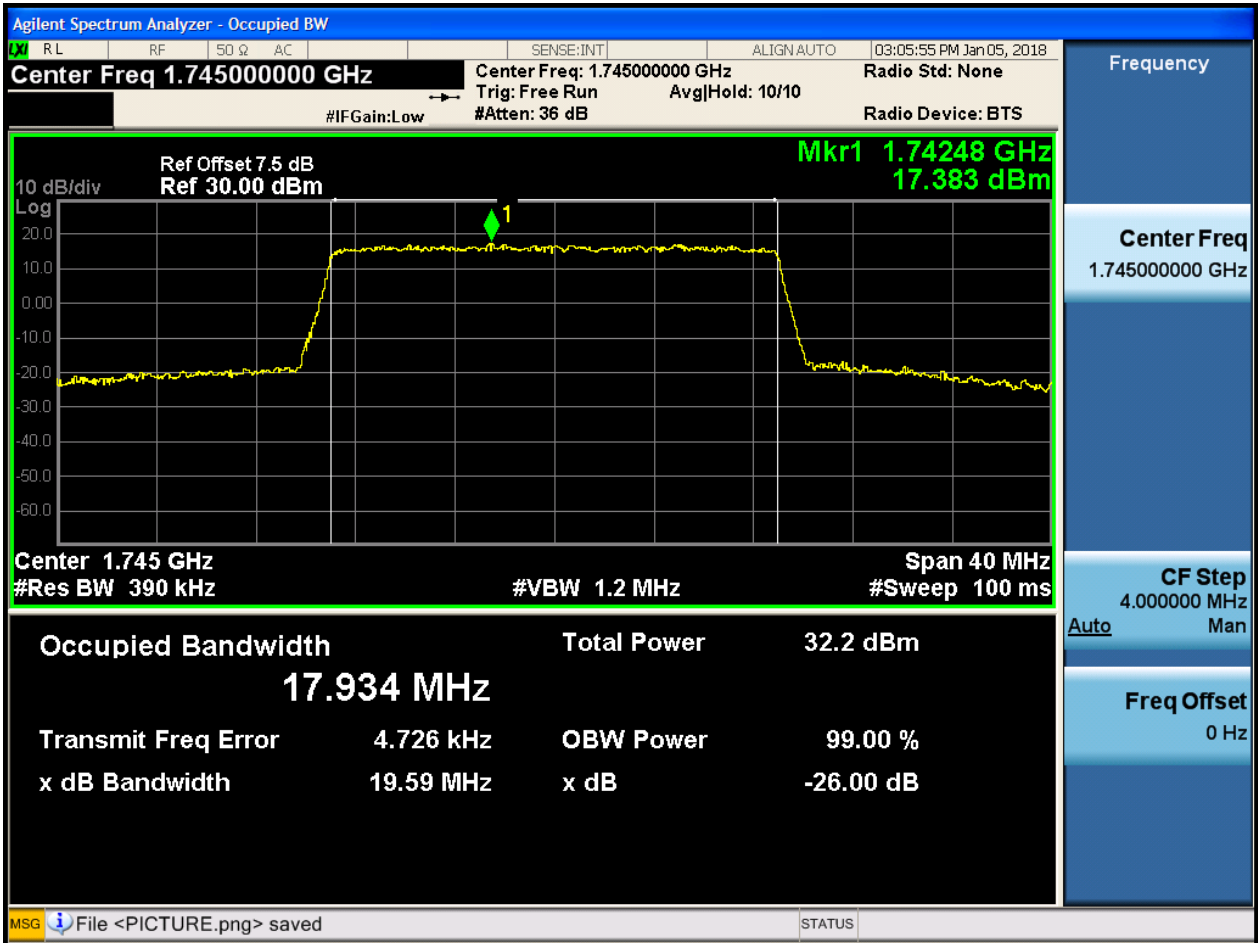 Agilent Spectrum Analyzer - Occupied BW
LXI RL RF 50 Ω AC SENSE:INT ALIGN AUTO 03:05:55 PM Jan 05, 2018
Center Freq 1.745000000 GHz
Center Freq: 1.745000000 GHz
Radio Std: None
Trig: Free Run Avg|Hold: 10/10
#IFGain:Low
#Atten: 36 dB
Radio Device: BTS
Mkr1 1.74248 GHz
17.383 dBm
Ref Offset 7.5 dB
10 dB/div Ref 30.00 dBm
Log
1
20.0
10.0
0.00
-10.0
-20.0
-30.0
-40.0
-50.0
-60.0
Center 1.745 GHz Span 40 MHz
#Res BW 390 kHz #VBW 1.2 MHz #Sweep 100 ms
Occupied Bandwidth Total Power 32.2 dBm
17.934 MHz
Transmit Freq Error 4.726 kHz OBW Power 99.00 %
x dB Bandwidth 19.59 MHz x dB -26.00 dB
Frequency
Center Freq
1.745000000 GHz
CF Step
4.000000 MHz
Auto Man
Freq Offset
0 Hz
MSG File <PICTURE.png> saved STATUS